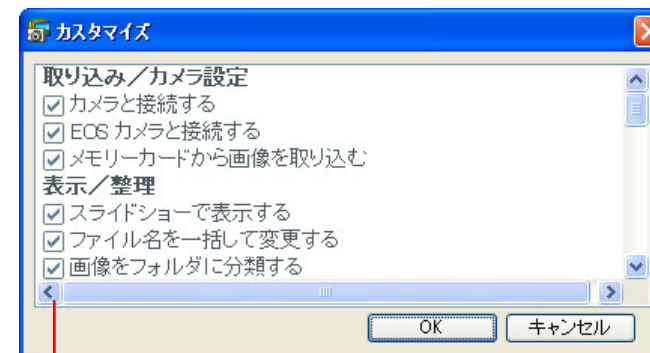 カスタマイズ
取り込み／カメラ設定
カメラと接続する
EOS カメラと接続する
メモリーカードから画像を取り込む
表示／整理
スライドショーで表示する
ファイル名を一括して変更する
画像をフォルダに分類する
OK
キャンセル